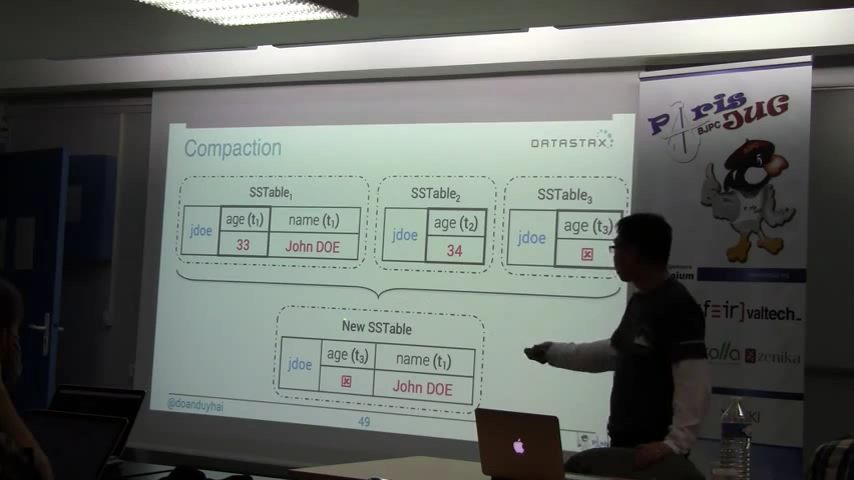 Compaction
DATASTAX
SSTable1
jdoe
age (t1)
name (t1)
33
John DOE
SSTable2
jdoe
age (t2)
34
SSTable3
jdoe
age (t3)
New SSTable
jdoe
age (t3)
name (t1)
John DOE
@doanduyhai
49
Paris
BJPC
JUG
valtech_
zenika